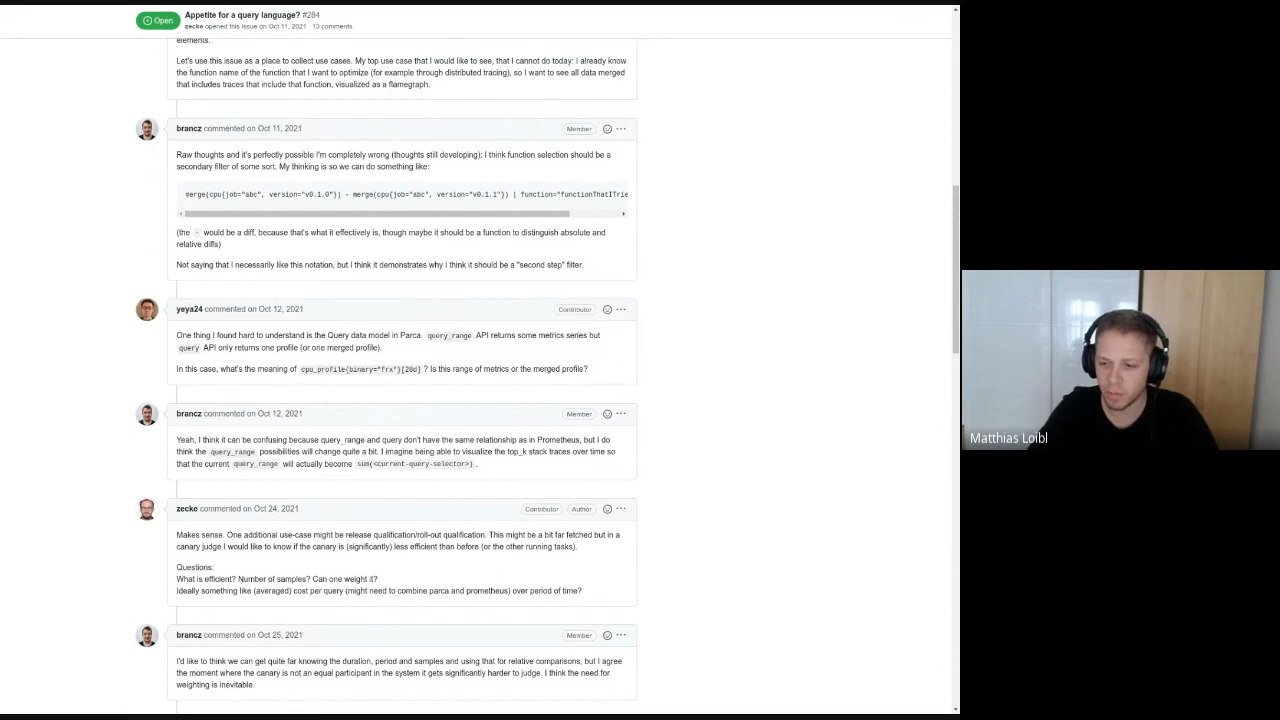 Open
Appetite for a query language? #284
zecke opened this issue on Oct 11, 2021 · 13 comments
elements.
Let's use this issue as a place to collect use cases. My top use case that I would like to see, that I cannot do today: I already know
the function name of the function that I want to optimize (for example through distributed tracing), so I want to see all data merged
that includes traces that include that function, visualized as a flamegraph.
brancz commented on Oct 11, 2021
Member
Raw thoughts and it's perfectly possible I'm completely wrong (thoughts still developing): I think function selection should be a
secondary filter of some sort. My thinking is so we can do something like:
merge(cpu{job="abc", version="v0.1.0"}) - merge(cpu{job="abc", version="v0.1.1"}) | function="functionThatITrie
(the - would be a diff, because that's what it effectively is, though maybe it should be a function to distinguish absolute and
relative diffs)
Not saying that I necessarily like this notation, but I think it demonstrates why I think it should be a "second step" filter.
yeya24 commented on Oct 12, 2021
Contributor
One thing I found hard to understand is the Query data model in Parca. query_range API returns some metrics series but
query API only returns one profile (or one merged profile).
In this case, what's the meaning of cpu_profile{binary="frx"}[28d] ? Is this range of metrics or the merged profile?
brancz commented on Oct 12, 2021
Member
Yeah, I think it can be confusing because query_range and query don't have the same relationship as in Prometheus, but I do
think the query_range possibilities will change quite a bit. I imagine being able to visualize the top_k stack traces over time so
that the current query_range will actually become sum(<current-query-selector>) .
zecke commented on Oct 24, 2021
Contributor Author
Makes sense. One additional use-case might be release qualification/roll-out qualification. This might be a bit far fetched but in a
canary judge I would like to know if the canary is (significantly) less efficient than before (or the other running tasks).
Questions:
What is efficient? Number of samples? Can one weight it?
Ideally something like (averaged) cost per query (might need to combine parca and prometheus) over period of time?
brancz commented on Oct 25, 2021
Member
I'd like to think we can get quite far knowing the duration, period and samples and using that for relative comparisons, but I agree
the moment where the canary is not an equal participant in the system it gets significantly harder to judge. I think the need for
weighting is inevitable.
Matthias Loibl